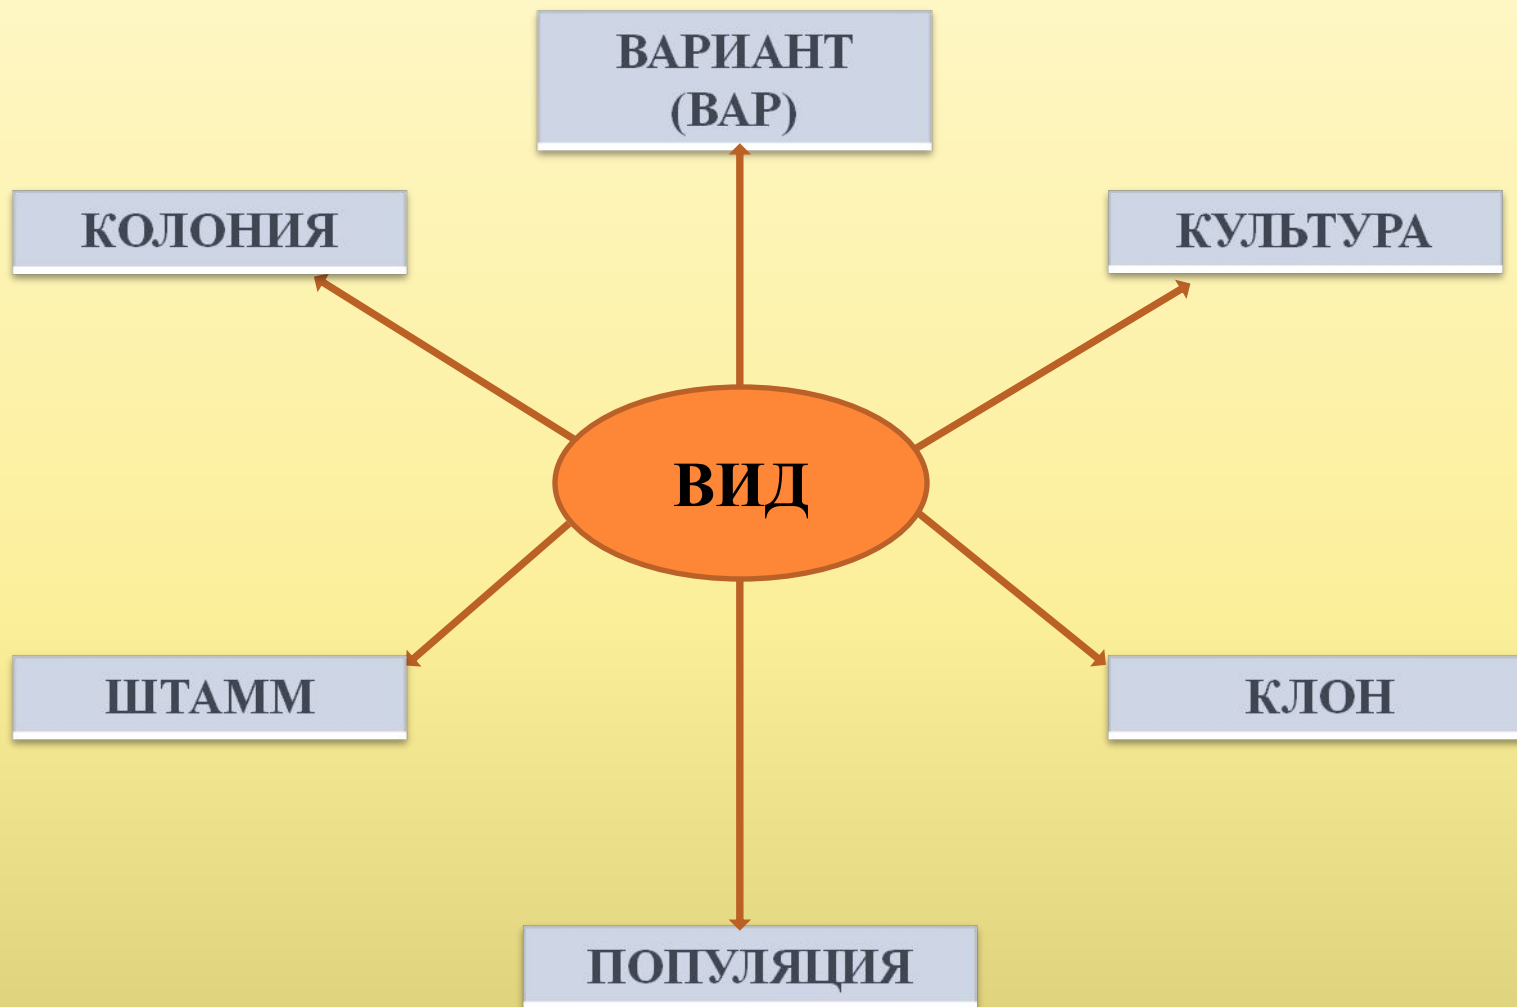 ВАРИАНТ
(ВАР)
КОЛОНИЯ
КУЛЬТУРА
ВИД
ШТАММ
КЛОН
ПОПУЛЯЦИЯ